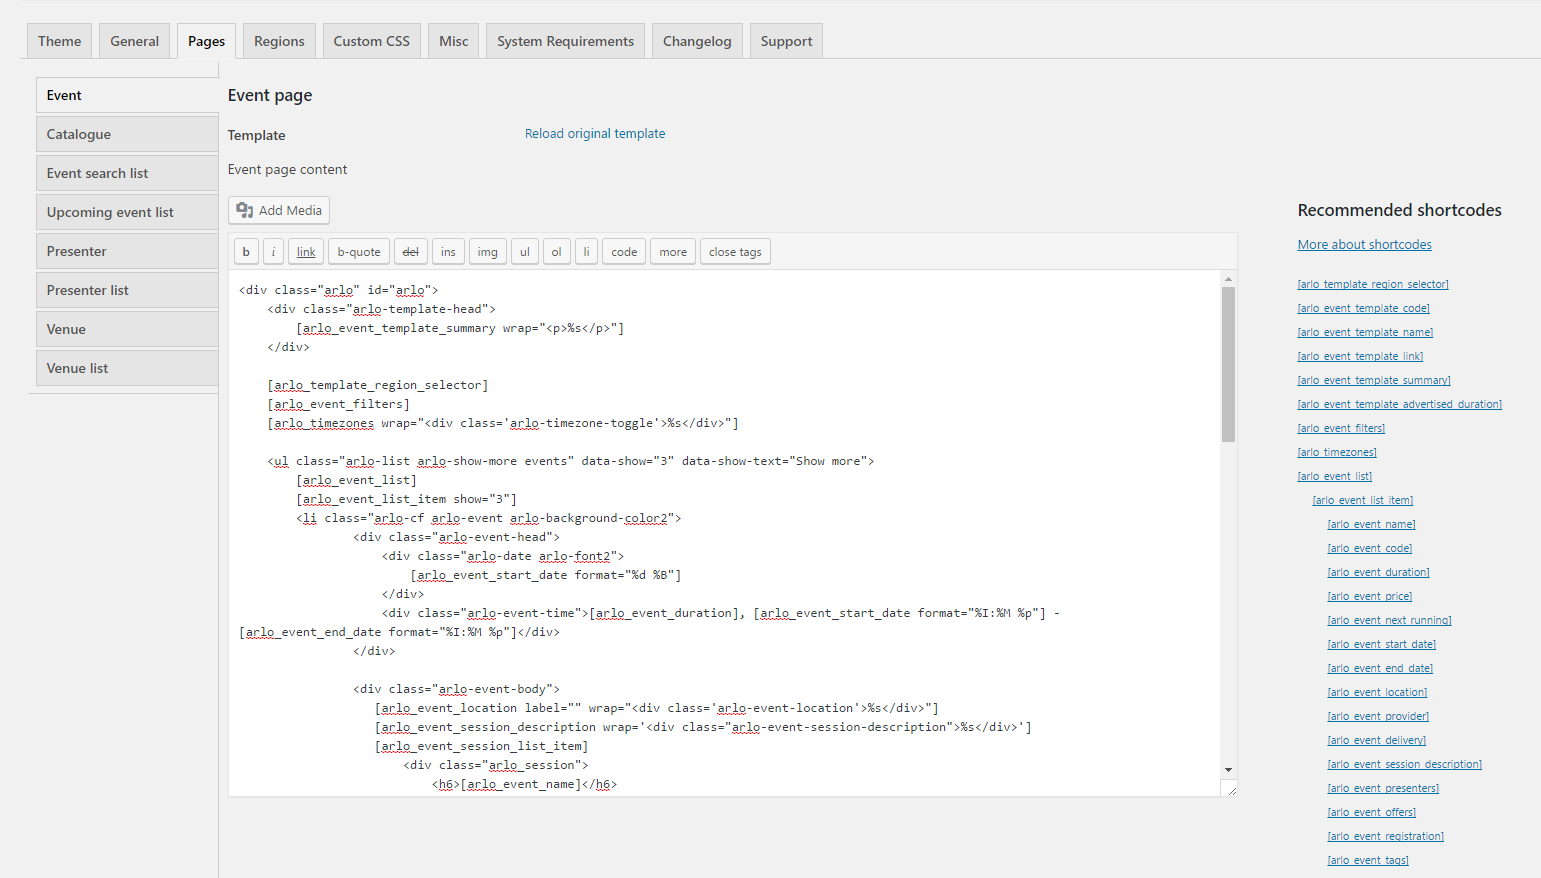 Theme General Pages Regions Custom CSS Misc System Requirements Changelog Support
Event
Catalogue
Event search list
Upcoming event list
Presenter
Presenter list
Venue
Venue list
Event page
Template Reload original template
Event page content
Add Media
b i link b-quote del ins img ul ol li code more close tags
<div class="arlo" id="arlo">
<div class="arlo-template-head">
[arlo_event_template_summary wrap="<p>%s</p>"]
</div>
[arlo_template_region_selector]
[arlo_event_filters]
[arlo_timezones wrap="<div class='arlo-timezone-toggle'>%s</div>"]
<ul class="arlo-list arlo-show-more events" data-show="3" data-show-text="Show more">
[arlo_event_list]
[arlo_event_list_item show="3"]
<li class="arlo-cf arlo-event arlo-background-color2">
<div class="arlo-event-head">
<div class="arlo-date arlo-font2">
[arlo_event_start_date format="%d %B"]
</div>
<div class="arlo-event-time">[arlo_event_duration], [arlo_event_start_date format="%I:%M %p"] -
[arlo_event_end_date format="%I:%M %p"]</div>
</div>
<div class="arlo-event-body">
[arlo_event_location label="" wrap="<div class='arlo-event-location'>%s</div>"]
[arlo_event_session_description wrap='<div class="arlo-event-session-description">%s</div>']
[arlo_event_session_list_item]
<div class="arlo_session">
<h6>[arlo_event_name]</h6>
Recommended shortcodes
More about shortcodes
[arlo_template_region_selector]
[arlo_event_template_code]
[arlo_event_template_name]
[arlo_event_template_link]
[arlo_event_template_summary]
[arlo_event_template_advertised_duration]
[arlo_event_filters]
[arlo_timezones]
[arlo_event_list]
[arlo_event_list_item]
[arlo_event_name]
[arlo_event_code]
[arlo_event_duration]
[arlo_event_price]
[arlo_event_next_running]
[arlo_event_start_date]
[arlo_event_end_date]
[arlo_event_location]
[arlo_event_provider]
[arlo_event_delivery]
[arlo_event_session_description]
[arlo_event_presenters]
[arlo_event_offers]
[arlo_event_registration]
[arlo_event_tags]